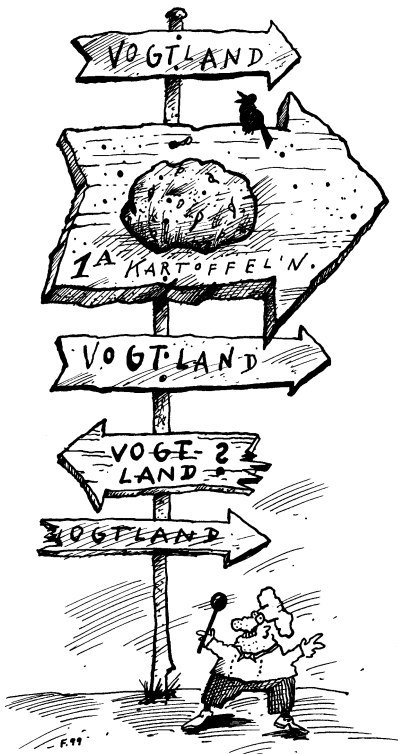 VOGTLAND
1A KARTOFFEL'N.
VOGTLAND
VOGT-?
LAND
VOGTLAND
F.99